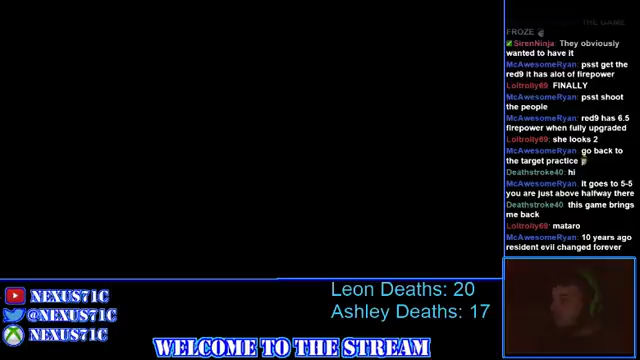 THE GAME
FROZE
SirenNinja: They obviously
wanted to have it
McAwesomeRyan: psst get the
red9 it has alot of firepower
Loltrolly69: FINALLY
McAwesomeRyan: psst shoot
the people
McAwesomeRyan: red9 has 6.5
firepower when fully upgraded
Loltrolly69: she looks 2
McAwesomeRyan: go back to
the target practice
Deathstroke40: hi
McAwesomeRyan: It goes to 5-5
you are just above halfway there
Deathstroke40: this game brings
me back
Loltrolly69: mataro
McAwesomeRyan: 10 years ago
resident evil changed forever
Leon Deaths: 20
Ashley Deaths: 17
NEXUS71C
@NEXUS71C
NEXUS71C
WELCOME TO THE STREAM